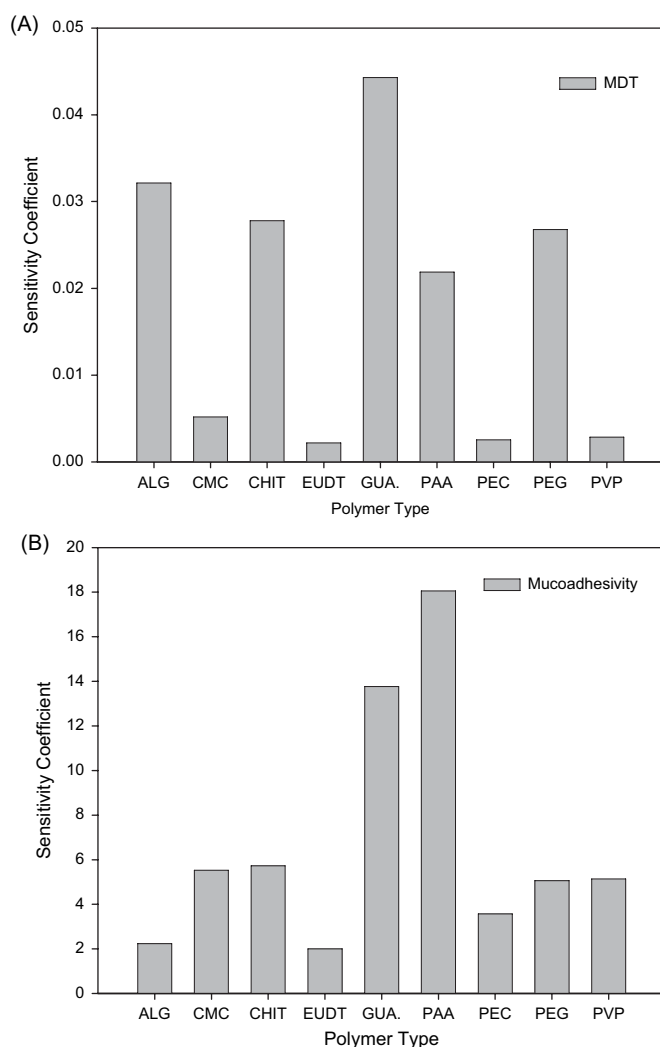 (A)
0.05
0.04
0.03
0.02
0.01
0.00
Sensitivity Coefficient
MDT
ALG CMC CHIT EUDT GUA. PAA PEC PEG PVP
Polymer Type
(B)
20
18
16
14
12
10
8
6
4
2
0
Sensitivity Coefficient
Mucoadhesivity
ALG CMC CHIT EUDT GUA. PAA PEC PEG PVP
Polymer Type